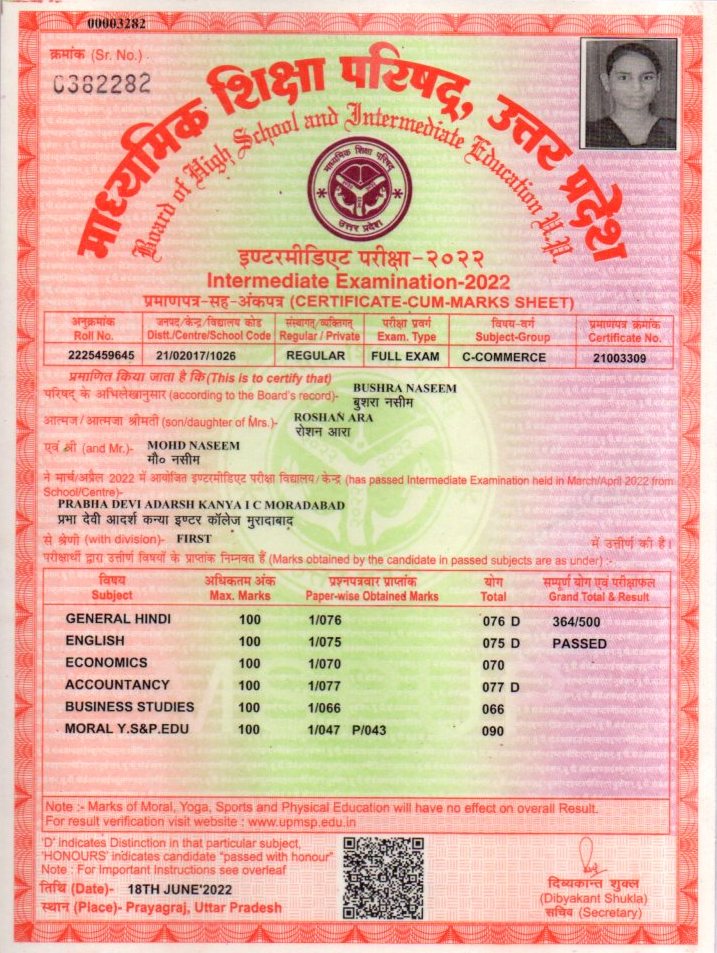 00003282
क्रमांक (Sr. No.)
0382282
माध्यमिक शिक्षा परिषद्, उत्तर प्रदेश
Board of High School and Intermediate Education U.P.
माध्यमिक शिक्षा परिषद
उत्तर प्रदेश
इण्टरमीडिएट परीक्षा-२०२२
Intermediate Examination-2022
प्रमाणपत्र-सह-अंकपत्र (CERTIFICATE-CUM-MARKS SHEET)
अनुक्रमांक जनपद/केन्द्र/विद्यालय कोड संस्थागत/व्यक्तिगत परीक्षा प्रवर्ग विषय-वर्ग प्रमाणपत्र क्रमांक
Roll No. Distt./Centre/School Code Regular / Private Exam. Type Subject-Group Certificate No.
2225459645 21/02017/1026 REGULAR FULL EXAM C-COMMERCE 21003309
प्रमाणित किया जाता है कि (This is to certify that)
BUSHRA NASEEM
परिषद् के अभिलेखानुसार (according to the Board's record)- बुशरा नसीम
ROSHAN ARA
आत्मज/आत्मजा श्रीमती (son/daughter of Mrs.)- रोशन आरा
एवं श्री (and Mr.)- MOHD NASEEM
मौ० नसीम
ने मार्च/अप्रैल 2022 में आयोजित इण्टरमीडिएट परीक्षा विद्यालय/केन्द्र (has passed Intermediate Examination held in March/April 2022 from
School/Centre)-
PRABHA DEVI ADARSH KANYA I C MORADABAD
प्रभा देवी आदर्श कन्या इण्टर कॉलेज मुरादाबाद
से श्रेणी (with division)- FIRST में उत्तीर्ण की है।
परीक्षार्थी द्वारा उत्तीर्ण विषयों के प्राप्तांक निम्नवत हैं (Marks obtained by the candidate in passed subjects are as under) :-
विषय अधिकतम अंक प्रश्नपत्रवार प्राप्तांक योग सम्पूर्ण योग एवं परीक्षाफल
Subject Max. Marks Paper-wise Obtained Marks Total Grand Total & Result
GENERAL HINDI 100 1/076 076 D 364/500
ENGLISH 100 1/075 075 D PASSED
ECONOMICS 100 1/070 070
ACCOUNTANCY 100 1/077 077 D
BUSINESS STUDIES 100 1/066 066
MORAL Y.S&P.EDU 100 1/047 P/043 090
Note :- Marks of Moral, Yoga, Sports and Physical Education will have no effect on overall Result.
For result verification visit website : www.upmsp.edu.in
'D' indicates Distinction in that particular subject,
'HONOURS' indicates candidate "passed with honour"
Note : For Important Instructions see overleaf
तिथि (Date)- 18TH JUNE'2022
स्थान (Place)- Prayagraj, Uttar Pradesh
दिब्यकान्त शुक्ल
(Dibyakant Shukla)
सचिव (Secretary)